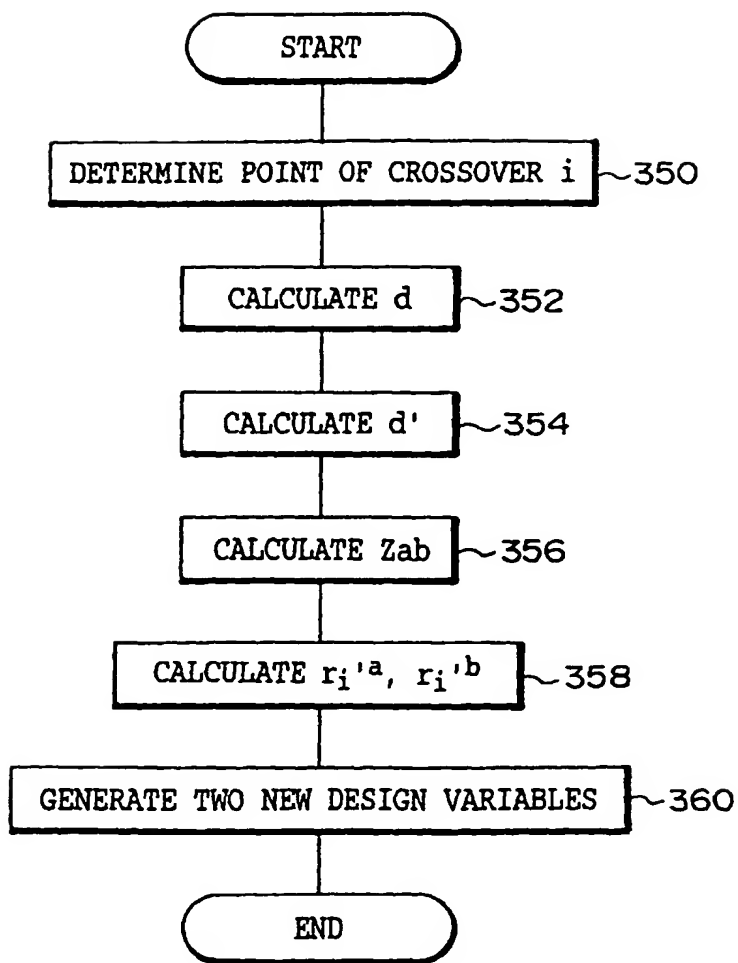 START
DETERMINE POINT OF CROSSOVER i ~350
CALCULATE d ~352
CALCULATE d' ~354
CALCULATE Zab ~356
CALCULATE ri'a, ri'b ~358
GENERATE TWO NEW DESIGN VARIABLES ~360
END